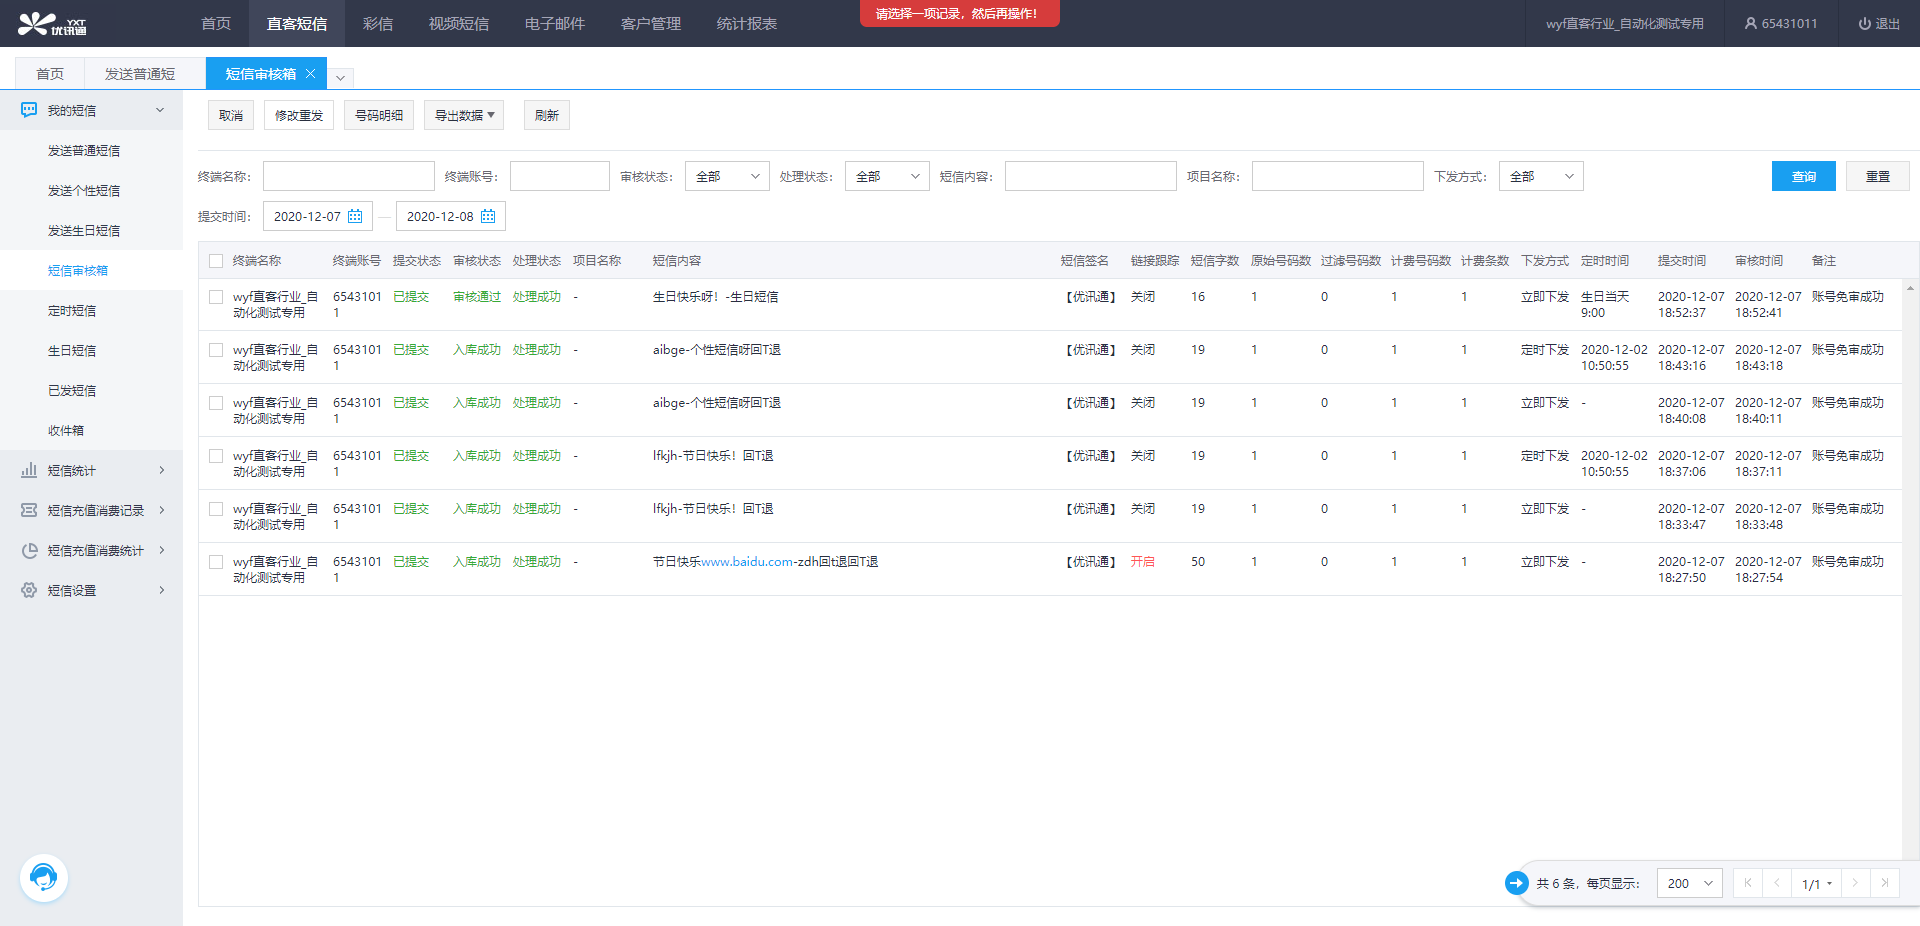 YXT
优讯通
首页
直客短信
彩信
视频短信
电子邮件
客户管理
统计报表
请选择一项记录，然后再操作！
wyf直客行业_自动化测试专用
65431011
退出
首页
发送普通短
短信审核箱
我的短信
发送普通短信
发送个性短信
发送生日短信
短信审核箱
定时短信
生日短信
已发短信
收件箱
短信统计
短信充值消费记录
短信充值消费统计
短信设置
取消
修改重发
号码明细
导出数据
刷新
终端名称：
终端账号：
审核状态： 全部
处理状态： 全部
短信内容：
项目名称：
下发方式： 全部
查询
重置
提交时间： 2020-12-07 — 2020-12-08
终端名称 终端账号 提交状态 审核状态 处理状态 项目名称 短信内容 短信签名 链接跟踪 短信字数 原始号码数 过滤号码数 计费号码数 计费条数 下发方式 定时时间 提交时间 审核时间 备注
wyf直客行业_自 6543101 已提交 审核通过 处理成功 - 生日快乐呀！-生日短信 【优讯通】 关闭 16 1 0 1 1 立即下发 生日当天 2020-12-07 2020-12-07 账号免审成功
动化测试专用 1 9:00 18:52:37 18:52:41
wyf直客行业_自 6543101 已提交 入库成功 处理成功 - aibge-个性短信呀回T退 【优讯通】 关闭 19 1 0 1 1 定时下发 2020-12-02 2020-12-07 2020-12-07 账号免审成功
动化测试专用 1 10:50:55 18:43:16 18:43:18
wyf直客行业_自 6543101 已提交 入库成功 处理成功 - aibge-个性短信呀回T退 【优讯通】 关闭 19 1 0 1 1 立即下发 - 2020-12-07 2020-12-07 账号免审成功
动化测试专用 1 18:40:08 18:40:11
wyf直客行业_自 6543101 已提交 入库成功 处理成功 - lfkjh-节日快乐！回T退 【优讯通】 关闭 19 1 0 1 1 定时下发 2020-12-02 2020-12-07 2020-12-07 账号免审成功
动化测试专用 1 10:50:55 18:37:06 18:37:11
wyf直客行业_自 6543101 已提交 入库成功 处理成功 - lfkjh-节日快乐！回T退 【优讯通】 关闭 19 1 0 1 1 立即下发 - 2020-12-07 2020-12-07 账号免审成功
动化测试专用 1 18:33:47 18:33:48
wyf直客行业_自 6543101 已提交 入库成功 处理成功 - 节日快乐www.baidu.com-zdh回t退回T退 【优讯通】 开启 50 1 0 1 1 立即下发 - 2020-12-07 2020-12-07 账号免审成功
动化测试专用 1 18:27:50 18:27:54
共 6 条，每页显示： 200 1/1